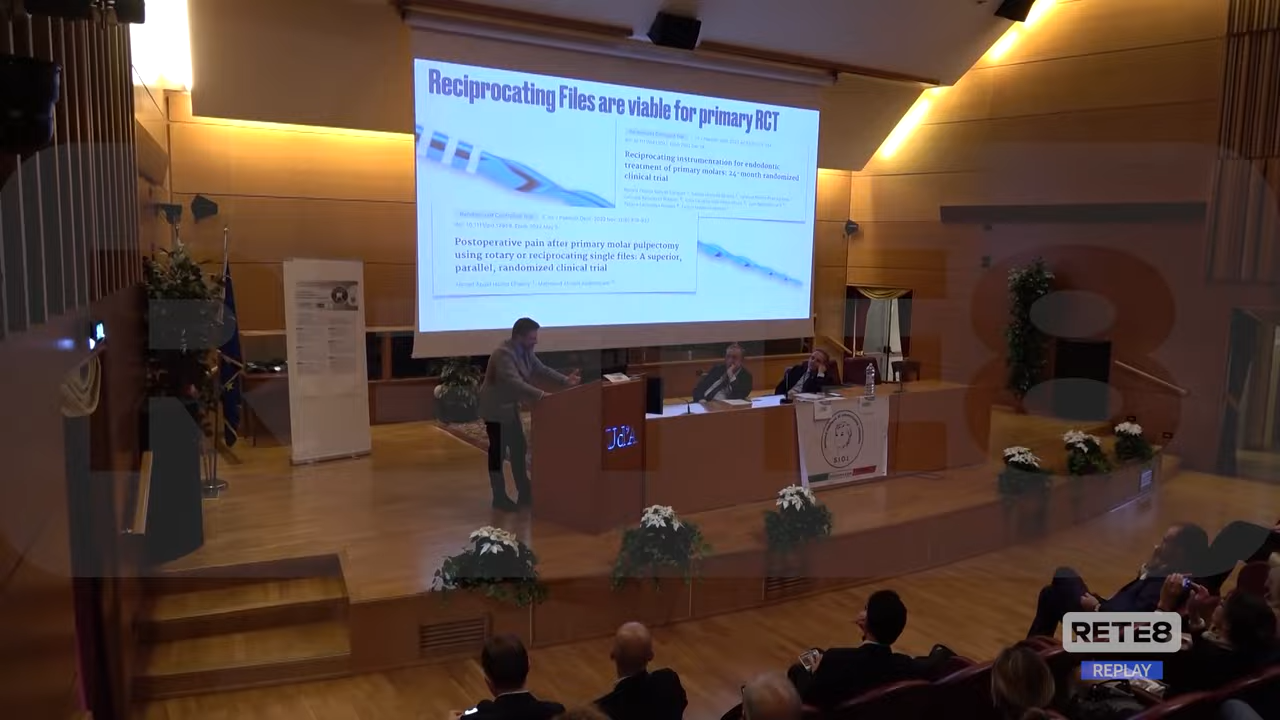 Reciprocating Files are viable for primary RCT
Reciprocating instrumentation for endodontic
treatment of primary molars: 24-month randomized
clinical trial
Postoperative pain after primary molar pulpectomy
using rotary or reciprocating single files: A superior,
parallel, randomized clinical trial
Ud'A
S.I.O.I.
RETE8
RETE8
REPLAY